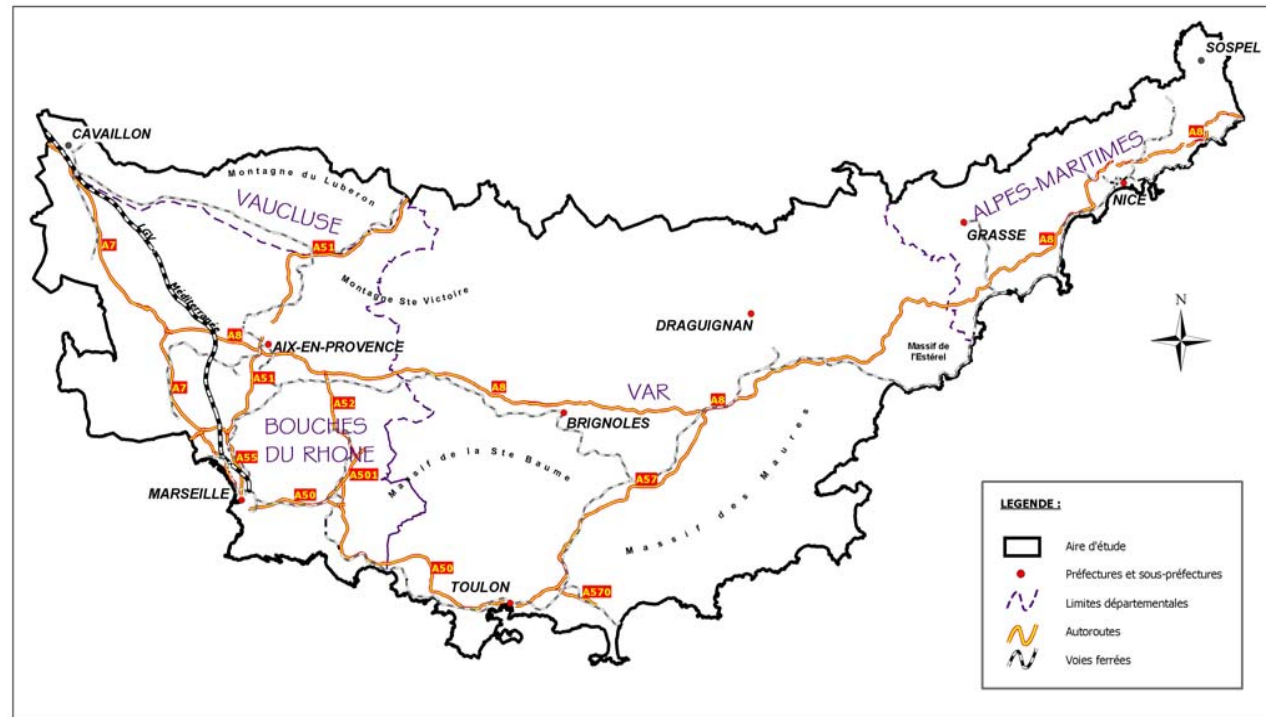 SOSPEL
CAVAILLON
A8
ALPES-MARITIMES
Montagne du Luberon
NICE
VAUCLUSE
GRASSE
LGV Méditerranée
A7
A51
A8
Montagne Ste Victoire
N
DRAGUIGNAN
A8
AIX-EN-PROVENCE
Massif de
l'Estérel
A51
A7
A8
VAR
A8
A52
BRIGNOLES
BOUCHES
DU RHONE
A55
Massif de la Ste Baume
A501
A57
Massif des Maures
MARSEILLE
A50
A50
TOULON
A570
LEGENDE :
Aire d'étude
Préfectures et sous-préfectures
Limites départementales
Autoroutes
Voies ferrées